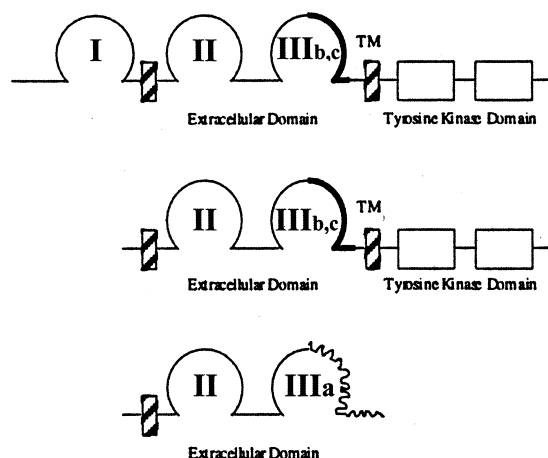 I II IIIb,c TM
Extracellular Domain Tyrosine Kinase Domain
II IIIb,c TM
Extracellular Domain Tyrosine Kinase Domain
II IIIa
Extracellular Domain